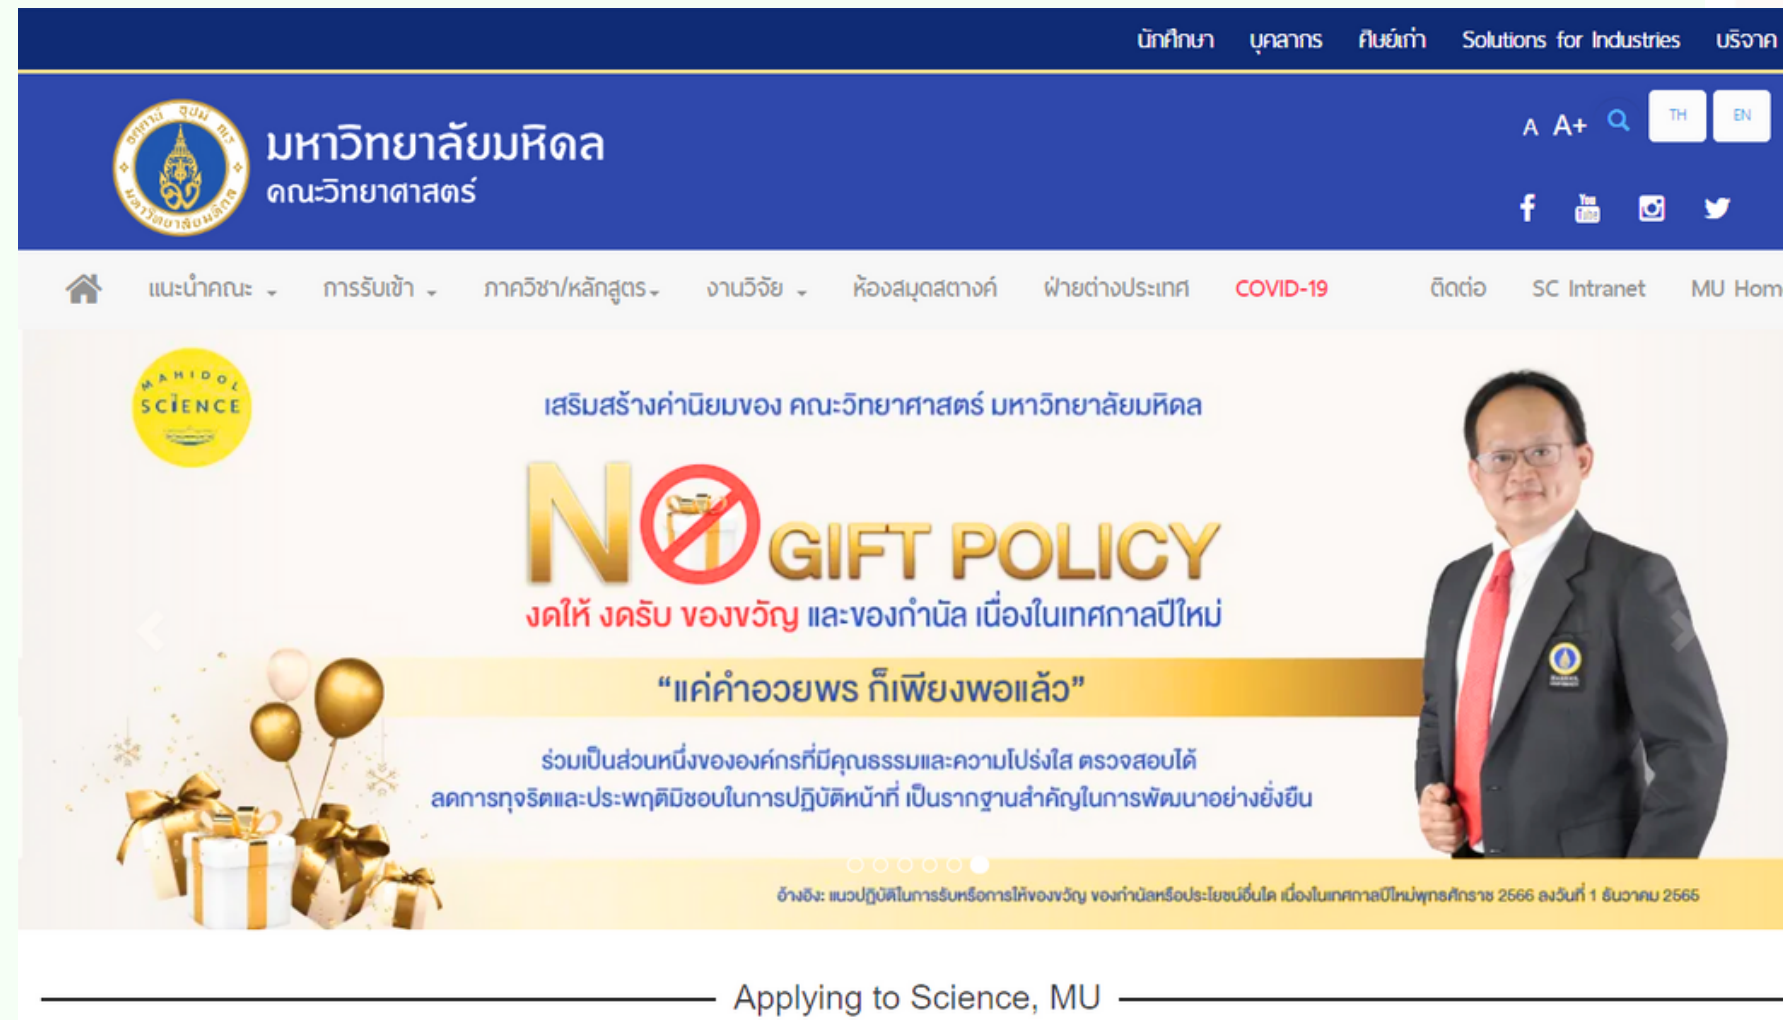 นักศึกษา บุคลากร ศิษย์เก่า Solutions for Industries บริจาค
มหาวิทยาลัยมหิดล
คณะวิทยาศาสตร์
A A+ TH EN
You Tube
แนะนำคณะ การรับเข้า ภาควิชา/หลักสูตร งานวิจัย ห้องสมุดสตางค์ ฝ่ายต่างประเทศ COVID-19 ติดต่อ SC Intranet MU Hom
MAHIDOL
SCIENCE
เสริมสร้างค่านิยมของ คณะวิทยาศาสตร์ มหาวิทยาลัยมหิดล
NO GIFT POLICY
งดให้ งดรับ ของขวัญ และของกำนัล เนื่องในเทศกาลปีใหม่
“แค่คำอวยพร ก็เพียงพอแล้ว”
ร่วมเป็นส่วนหนึ่งขององค์กรที่มีคุณธรรมและความโปร่งใส ตรวจสอบได้
ลดการทุจริตและประพฤติมิชอบในการปฏิบัติหน้าที่ เป็นรากฐานสำคัญในการพัฒนาอย่างยั่งยืน
อ้างอิง: แนวปฏิบัติในการรับหรือการให้ของขวัญ ของกำนัลหรือประโยชน์อื่นใด เนื่องในเทศกาลปีใหม่พุทธศักราช 2566 ลงวันที่ 1 ธันวาคม 2565
Applying to Science, MU